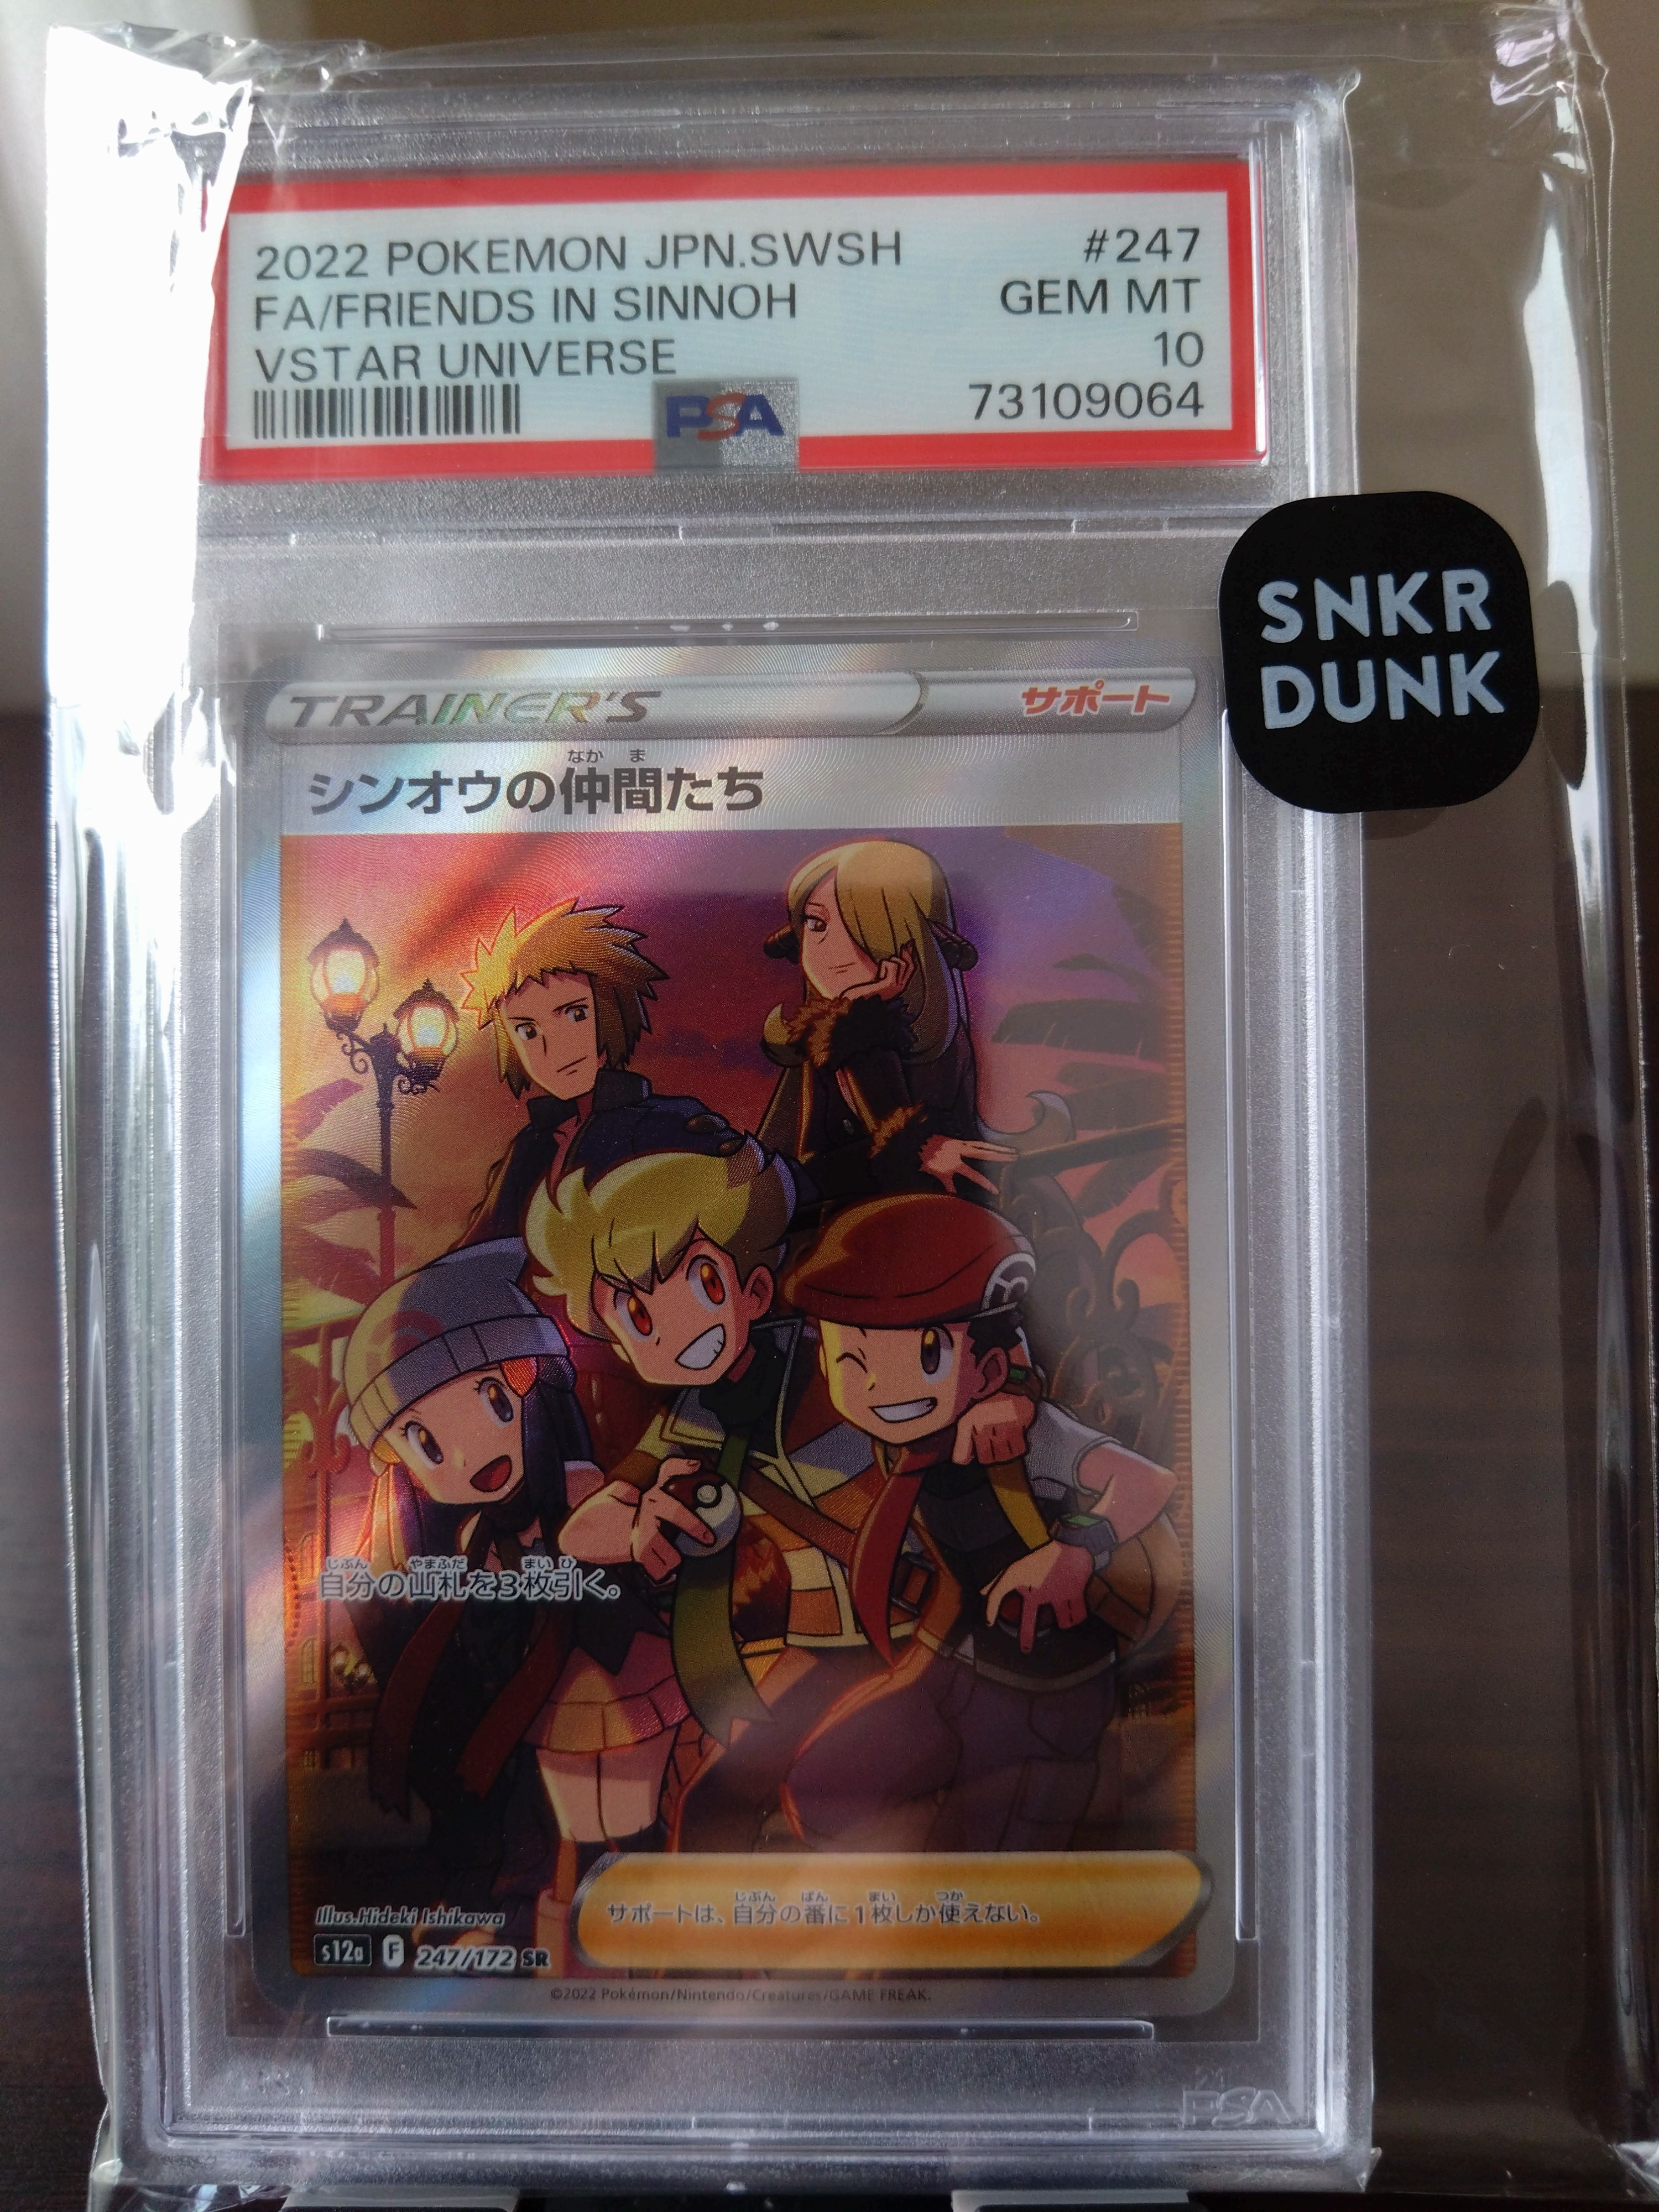 2022 POKEMON JPN.SWSH #247
FA/FRIENDS IN SINNOH GEM MT
VSTAR UNIVERSE 10
PSA 73109064
SNKR
DUNK
TRAINER'S サポート
なかま
シンオウの仲間たち
じぶん やまふだ まい ひ
自分の山札を3枚引く。
じぶん ばん まい つか
サポートは、自分の番に1枚しか使えない。
Illus.Hideki Ishikawa
s12a F 247/172 SR
©2022 Pokémon/Nintendo/Creatures/GAME FREAK.
PSA